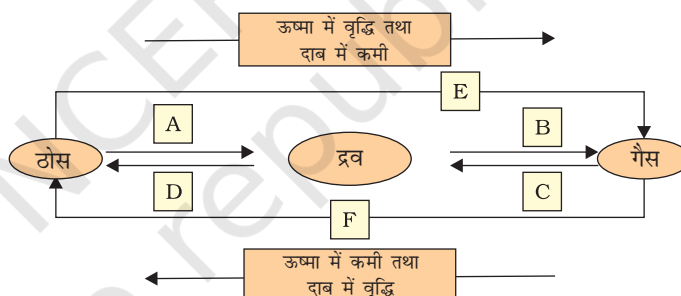 ऊष्मा में वृद्धि तथा
दाब में कमी
E
A
B
ठोस
द्रव
गैस
D
C
F
ऊष्मा में कमी तथा
दाब में वृद्धि